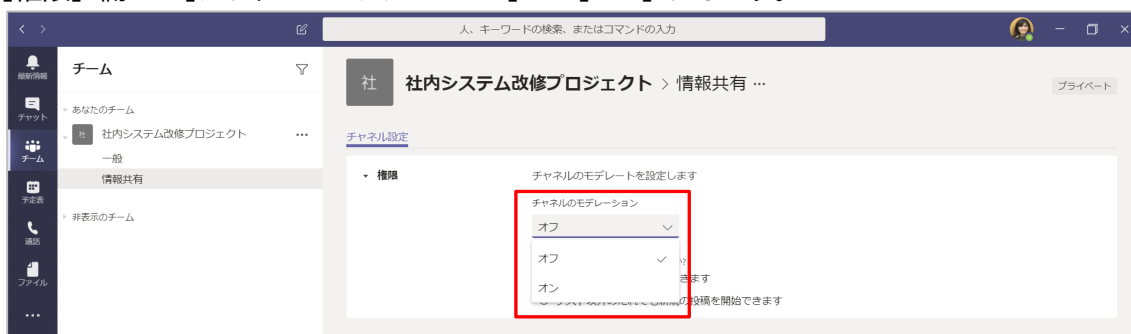 人、キーワードの検索、またはコマンドの入力
最新情報
チャット
チーム
予定表
通話
ファイル
チーム
あなたのチーム
社 社内システム改修プロジェクト ...
一般
情報共有
非表示のチーム
社 社内システム改修プロジェクト > 情報共有 ...
プライベート
チャネル設定
権限
チャネルのモデレートを設定します
チャネルのモデレーション
オフ
オフ
オン
きます
の投稿を開始できます